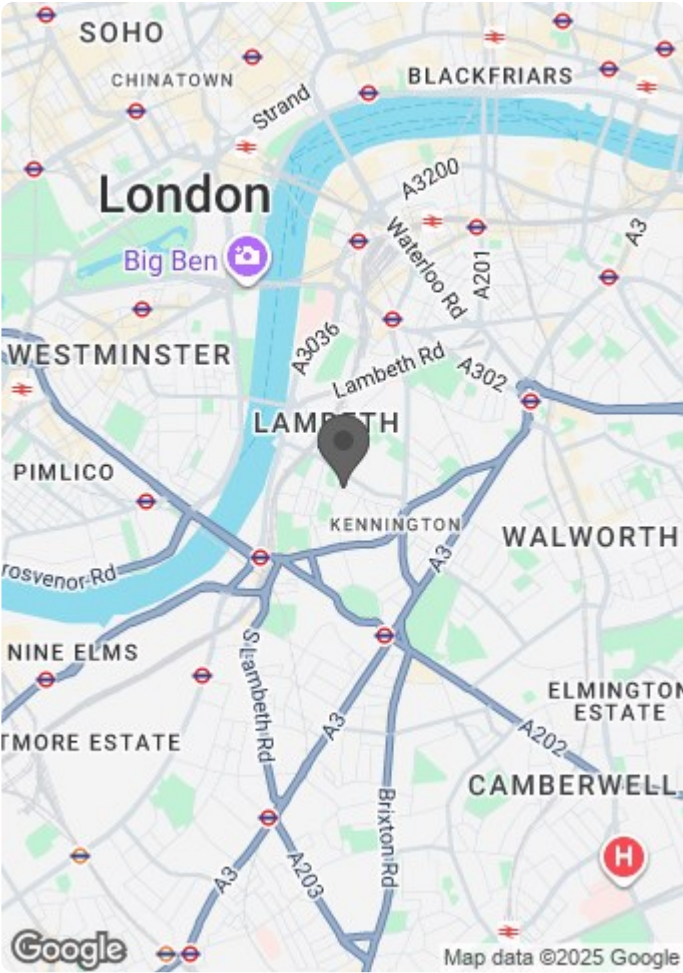 SOHO
CHINATOWN
BLACKFRIARS
Strand
London
A3200
Big Ben
Waterloo Rd
A201
A3
WESTMINSTER
A3036
Lambeth Rd
A302
LAMBETH
PIMLICO
KENNINGTON
WALWORTH
rosvenor Rd
A3
NINE ELMS
S Lambeth Rd
ELMINGTON
ESTATE
TMORE ESTATE
A3
A202
CAMBERWELL
Brixton Rd
H
A3
A203
Google
Map data ©2025 Google